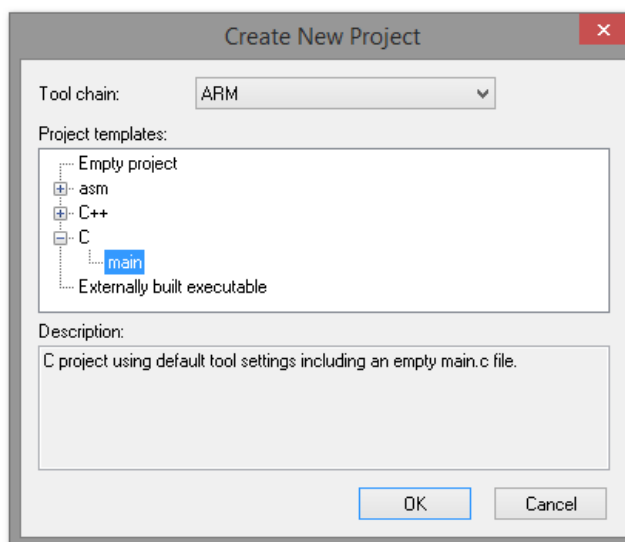 Create New Project
Tool chain: ARM
Project templates:
Empty project
asm
C++
C
main
Externally built executable
Description:
C project using default tool settings including an empty main.c file.
OK Cancel